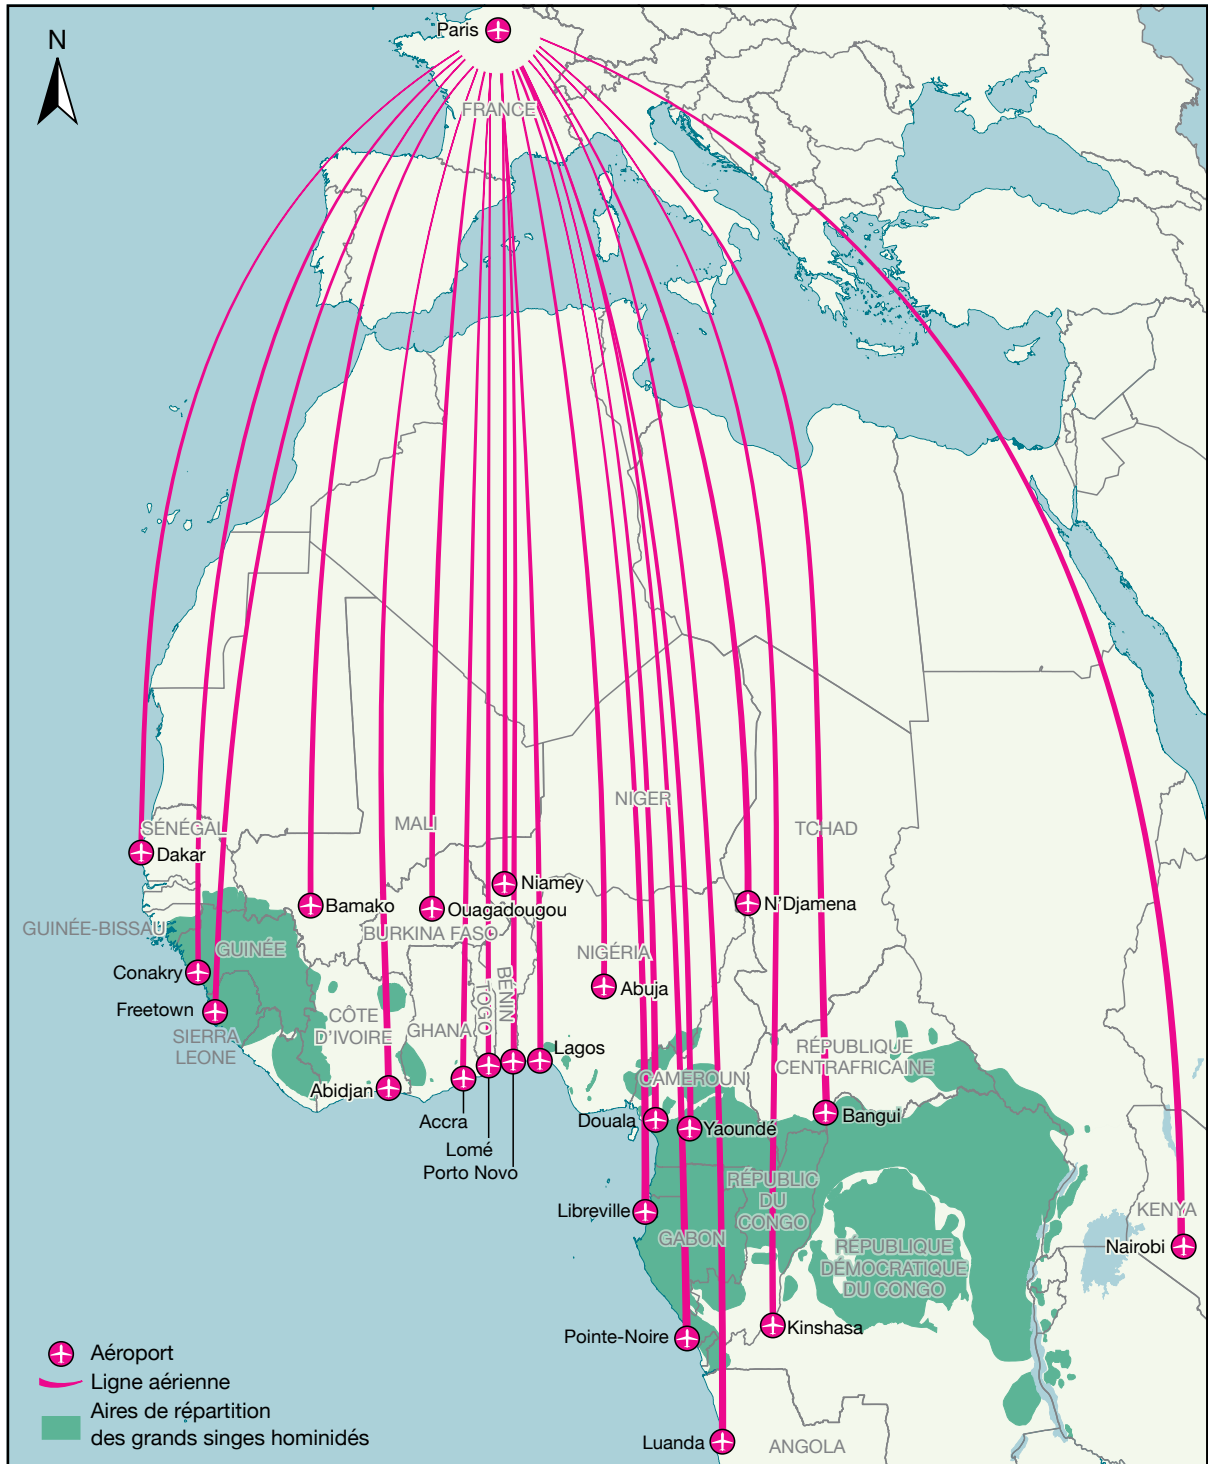 Paris
N
FRANCE
SÉNÉGAL
Dakar
MALI
NIGER
TCHAD
Niamey
Bamako
Ouagadougou
N'Djamena
GUINÉE-BISSAU
BURKINA FASO
GUINÉE
NIGÉRIA
Conakry
Abuja
Freetown
BÉNIN
TOGO
CÔTE
D'IVOIRE
GHANA
SIERRA
LEONE
Lagos
RÉPUBLIQUE
CENTRAFRICAINE
CAMEROUN
Abidjan
Accra
Douala
Yaoundé
Bangui
Lomé
Porto Novo
RÉPUBLIC
DU
CONGO
Libreville
KENYA
GABON
Nairobi
RÉPUBLIQUE
DÉMOCRATIQUE
DU CONGO
Pointe-Noire
Kinshasa
Aéroport
Ligne aérienne
Aires de répartition
des grands singes hominidés
Luanda
ANGOLA